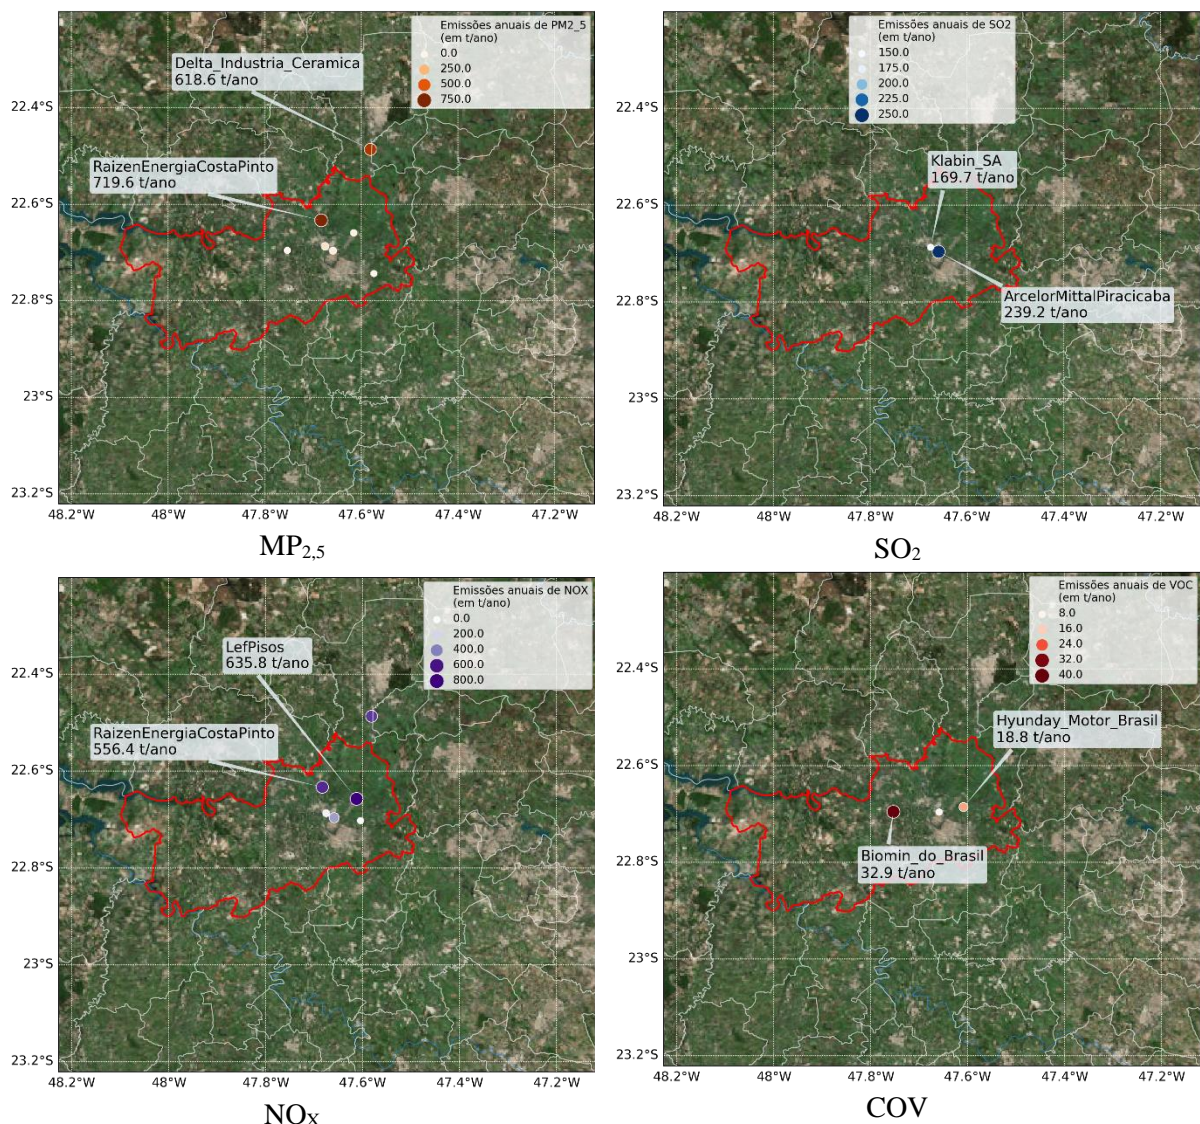 Emissões anuais de PM2_5
(em t/ano)
0.0
250.0
500.0
750.0
Delta_Industria_Ceramica
618.6 t/ano
RaizenEnergiaCostaPinto
719.6 t/ano
22.4°S
22.6°S
22.8°S
23°S
23.2°S
48.2°W
48°W
47.8°W
47.6°W
47.4°W
47.2°W
MP2,5
Emissões anuais de SO2
(em t/ano)
150.0
175.0
200.0
225.0
250.0
Klabin_SA
169.7 t/ano
ArcelorMittalPiracicaba
239.2 t/ano
22.4°S
22.6°S
22.8°S
23°S
23.2°S
48.2°W
48°W
47.8°W
47.6°W
47.4°W
47.2°W
SO2
Emissões anuais de NOX
(em t/ano)
0.0
200.0
400.0
600.0
800.0
LefPisos
635.8 t/ano
RaizenEnergiaCostaPinto
556.4 t/ano
22.4°S
22.6°S
22.8°S
23°S
23.2°S
48.2°W
48°W
47.8°W
47.6°W
47.4°W
47.2°W
NOX
Emissões anuais de VOC
(em t/ano)
8.0
16.0
24.0
32.0
40.0
Hyunday_Motor_Brasil
18.8 t/ano
Biomin_do_Brasil
32.9 t/ano
22.4°S
22.6°S
22.8°S
23°S
23.2°S
48.2°W
48°W
47.8°W
47.6°W
47.4°W
47.2°W
COV